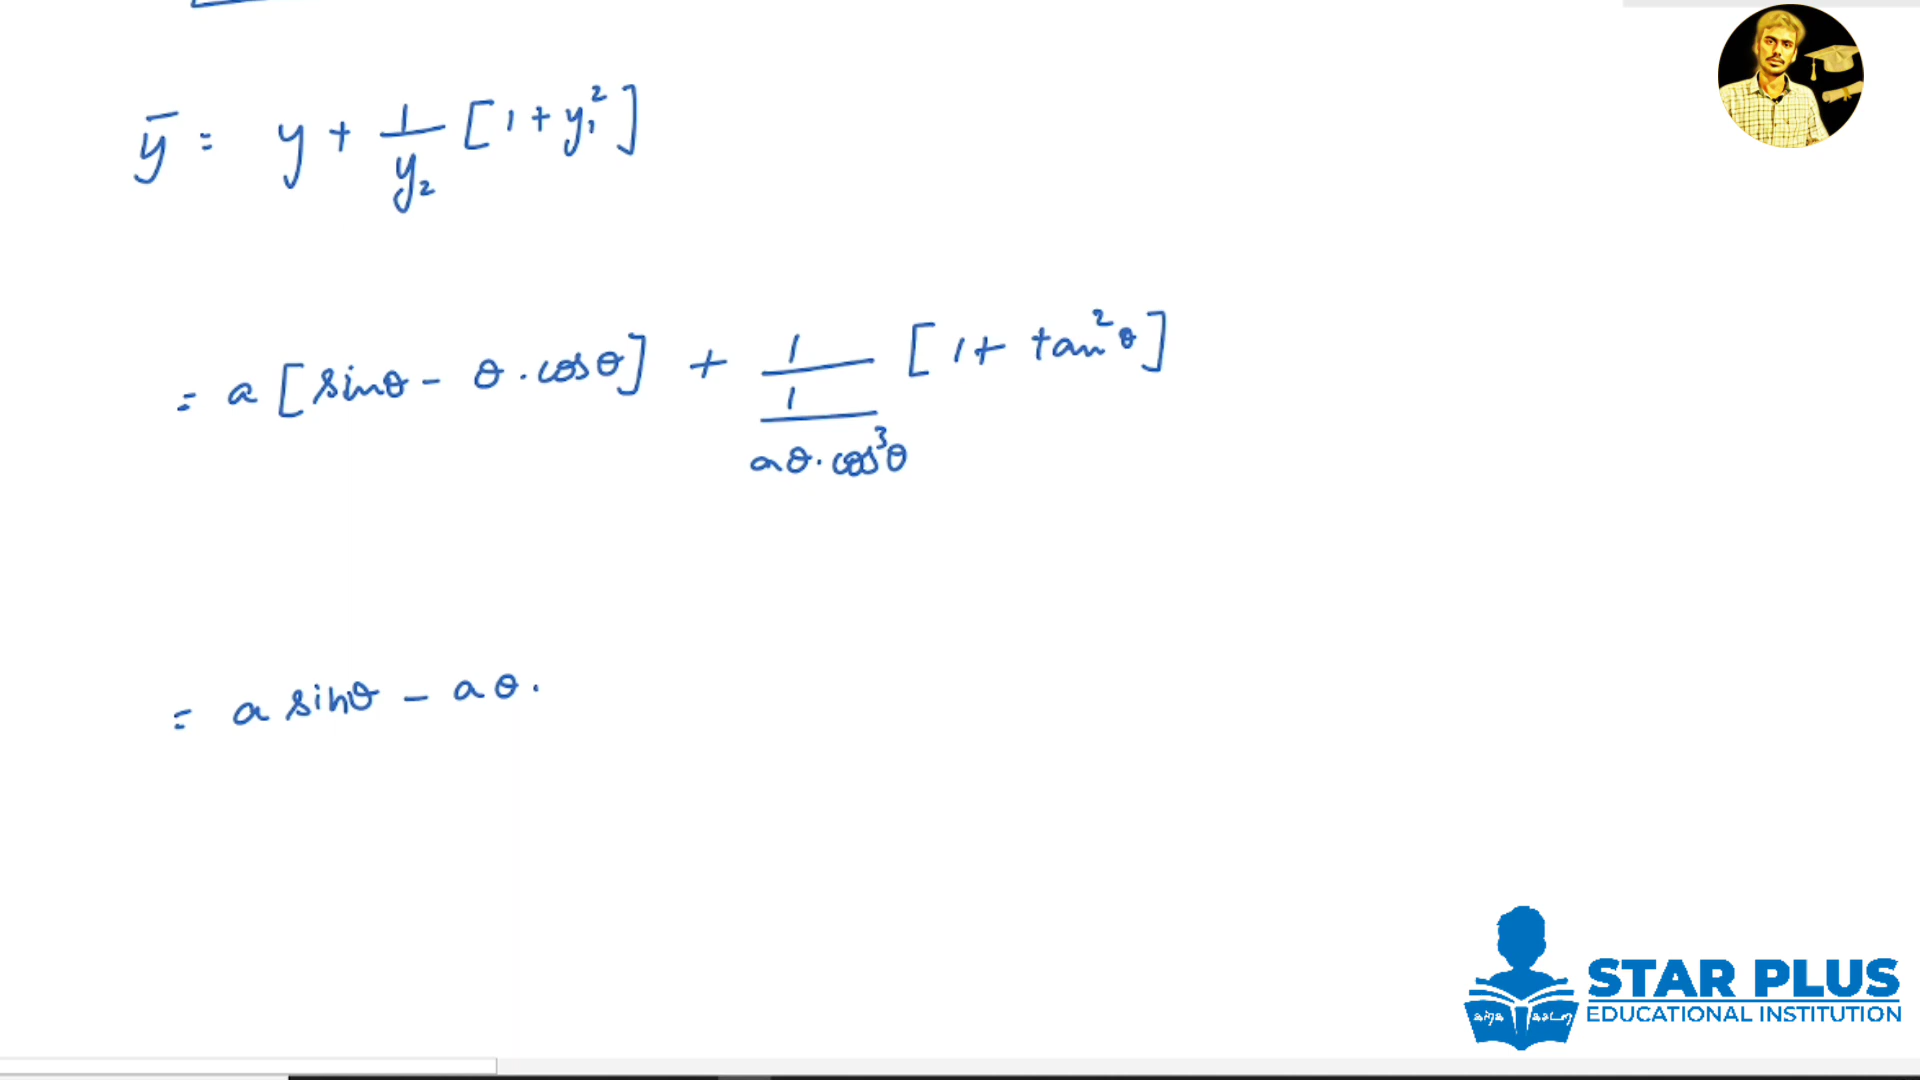 ȳ = y + 1/y₂ [1 + y₁²]
= a [sinθ - θ.cosθ] + 1/(1/(aθ.cos³θ)) [1 + tan²θ]
= a sinθ - aθ.
STAR PLUS
EDUCATIONAL INSTITUTION